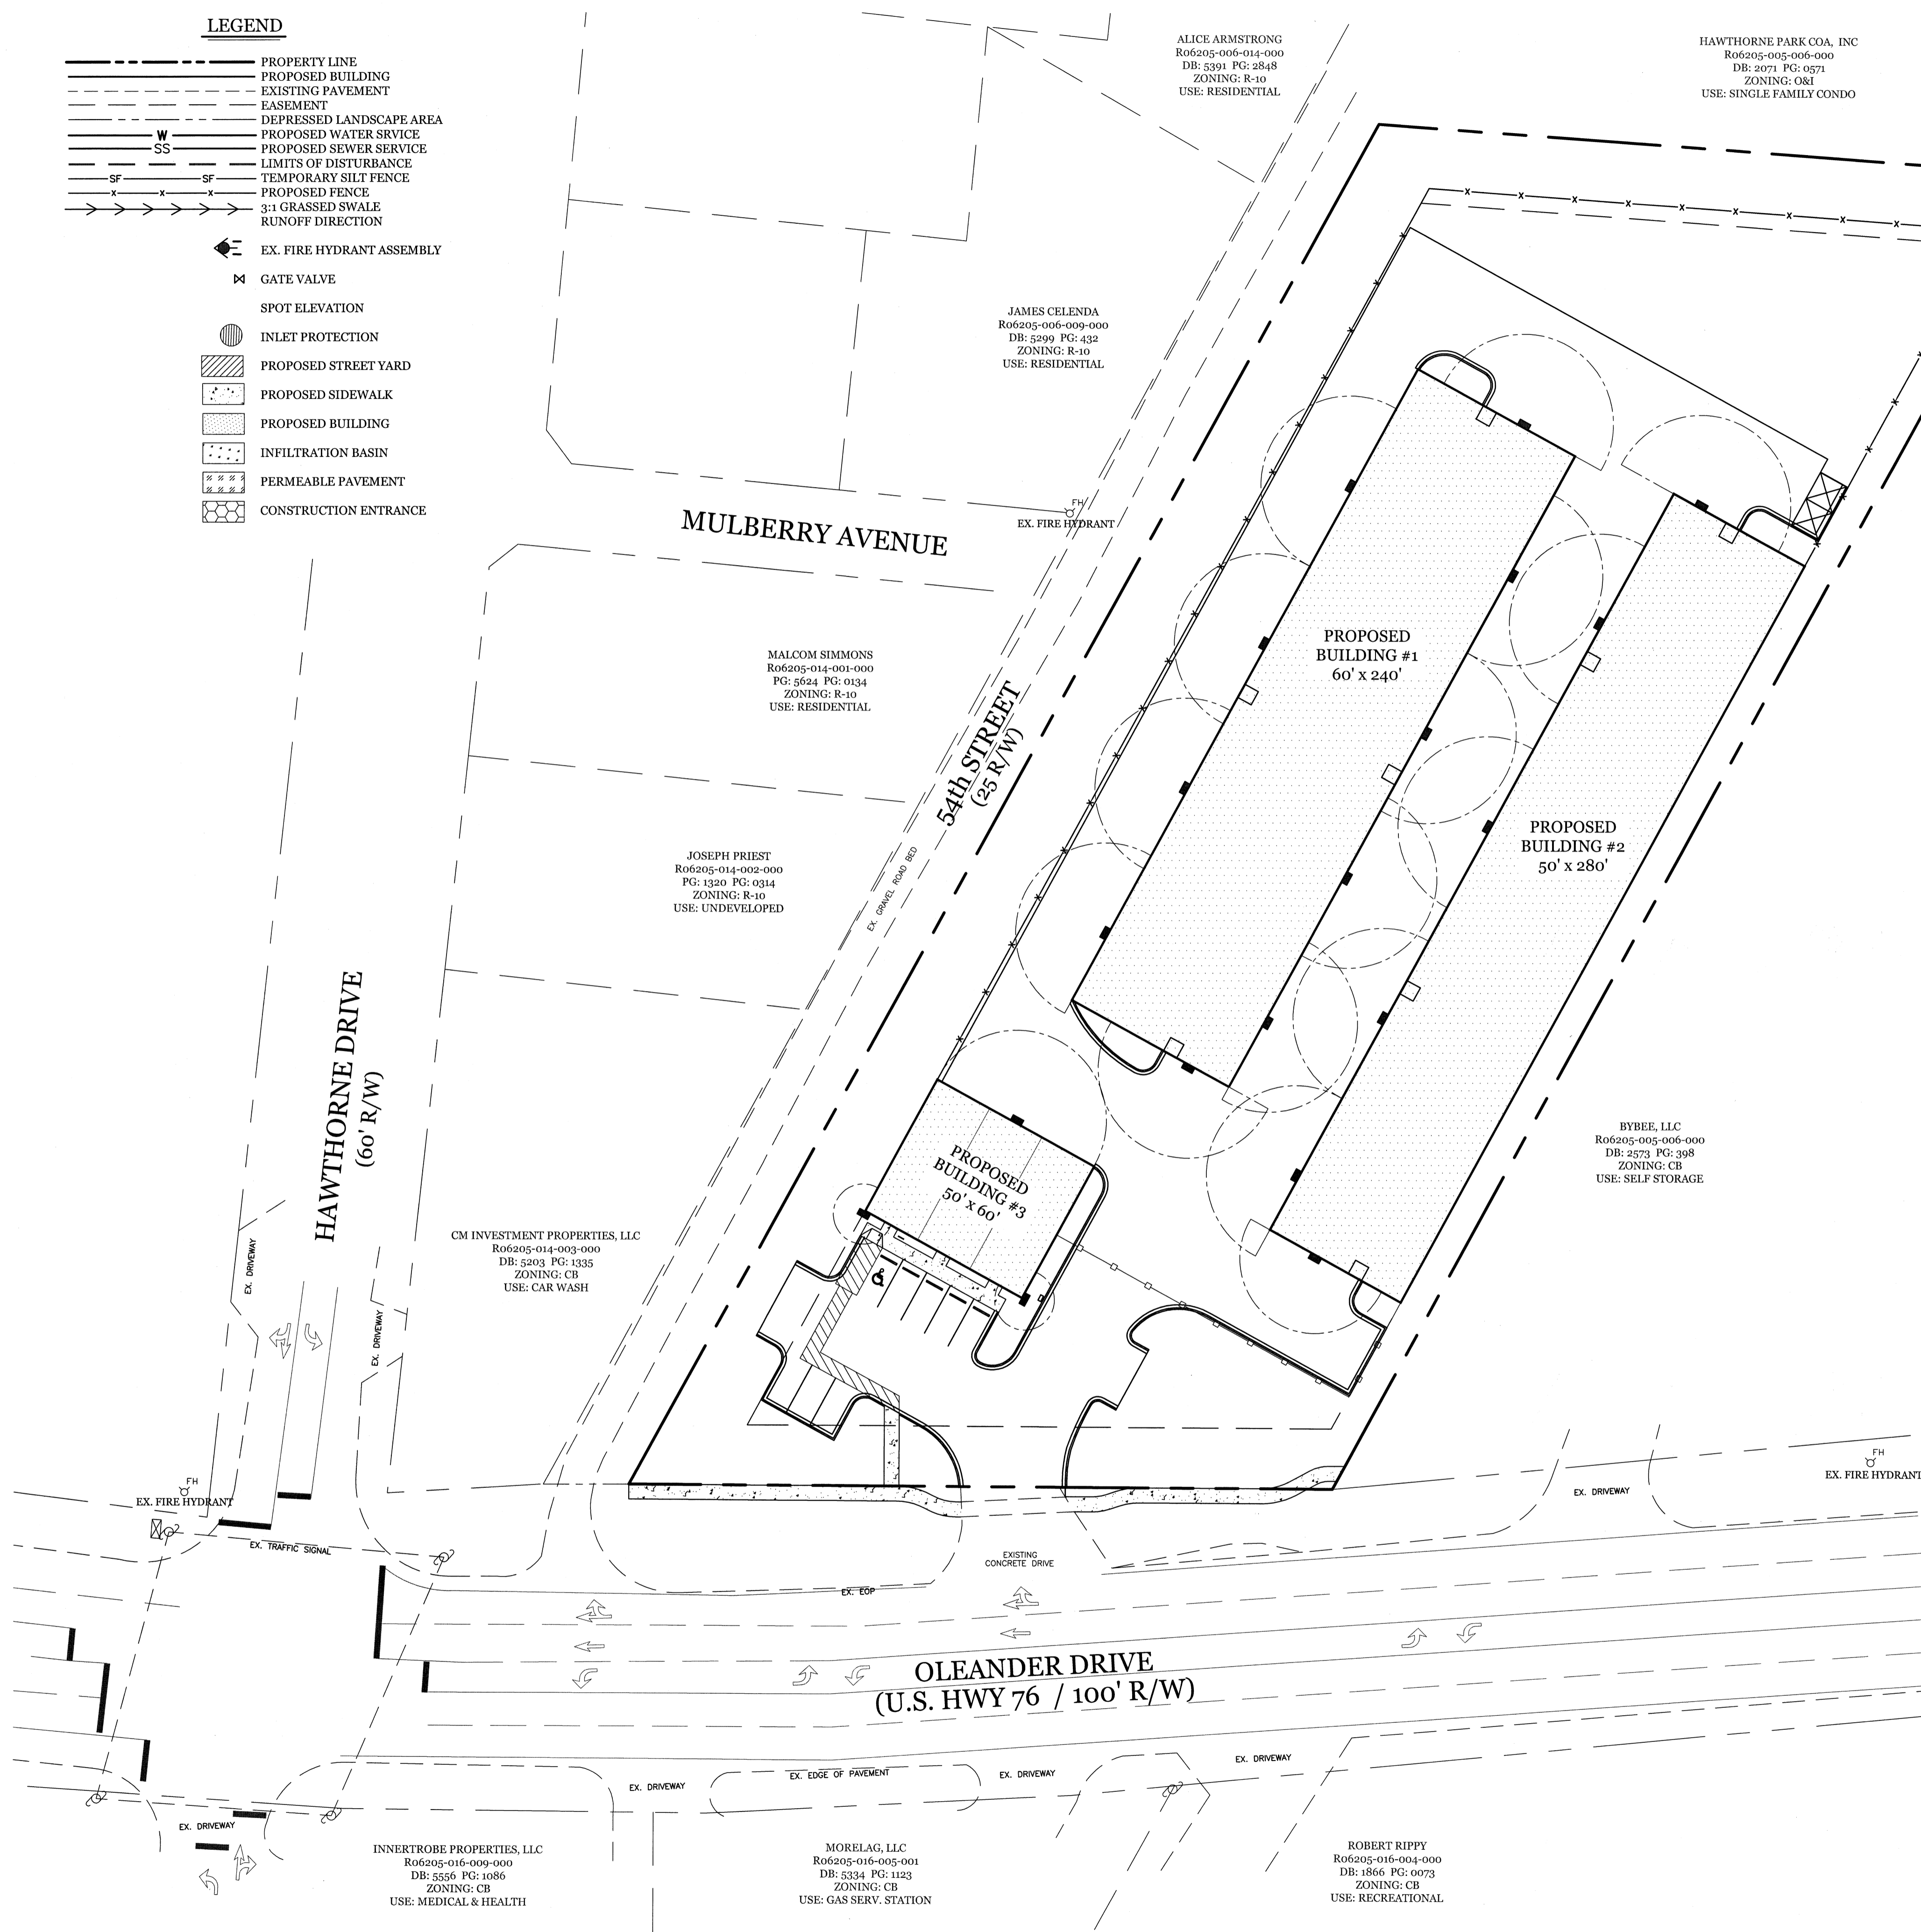 LEGEND
PROPERTY LINE
PROPOSED BUILDING
EXISTING PAVEMENT
EASEMENT
DEPRESSED LANDSCAPE AREA
W PROPOSED WATER SRVICE
SS PROPOSED SEWER SERVICE
LIMITS OF DISTURBANCE
SF SF TEMPORARY SILT FENCE
x x x PROPOSED FENCE
3:1 GRASSED SWALE
RUNOFF DIRECTION
EX. FIRE HYDRANT ASSEMBLY
GATE VALVE
SPOT ELEVATION
INLET PROTECTION
PROPOSED STREET YARD
PROPOSED SIDEWALK
PROPOSED BUILDING
INFILTRATION BASIN
PERMEABLE PAVEMENT
CONSTRUCTION ENTRANCE
ALICE ARMSTRONG
R06205-006-014-000
DB: 5391 PG: 2848
ZONING: R-10
USE: RESIDENTIAL
HAWTHORNE PARK COA, INC
R06205-005-006-000
DB: 2071 PG: 0571
ZONING: O&I
USE: SINGLE FAMILY CONDO
JAMES CELENDA
R06205-006-009-000
DB: 5299 PG: 432
ZONING: R-10
USE: RESIDENTIAL
FH
EX. FIRE HYDRANT
MULBERRY AVENUE
MALCOM SIMMONS
R06205-014-001-000
PG: 5624 PG: 0134
ZONING: R-10
USE: RESIDENTIAL
PROPOSED
BUILDING #1
60' x 240'
54th STREET
(25 R/W)
PROPOSED
BUILDING #2
50' x 280'
JOSEPH PRIEST
R06205-014-002-000
PG: 1320 PG: 0314
ZONING: R-10
USE: UNDEVELOPED
EX. GRAVEL ROAD BED
HAWTHORNE DRIVE
(60' R/W)
BYBEE, LLC
R06205-005-006-000
DB: 2573 PG: 398
ZONING: CB
USE: SELF STORAGE
PROPOSED
BUILDING #3
50' x 60'
CM INVESTMENT PROPERTIES, LLC
R06205-014-003-000
DB: 5203 PG: 1335
ZONING: CB
USE: CAR WASH
EX. DRIVEWAY
EX. DRIVEWAY
FH
EX. FIRE HYDRANT
FH
EX. FIRE HYDRANT
EX. DRIVEWAY
EX. TRAFFIC SIGNAL
EXISTING
CONCRETE DRIVE
EX. EOP
OLEANDER DRIVE
(U.S. HWY 76 / 100' R/W)
EX. DRIVEWAY
EX. EDGE OF PAVEMENT
EX. DRIVEWAY
EX. DRIVEWAY
EX. DRIVEWAY
INNERTROBE PROPERTIES, LLC
R06205-016-009-000
DB: 5556 PG: 1086
ZONING: CB
USE: MEDICAL & HEALTH
MORELAG, LLC
R06205-016-005-001
DB: 5334 PG: 1123
ZONING: CB
USE: GAS SERV. STATION
ROBERT RIPPY
R06205-016-004-000
DB: 1866 PG: 0073
ZONING: CB
USE: RECREATIONAL